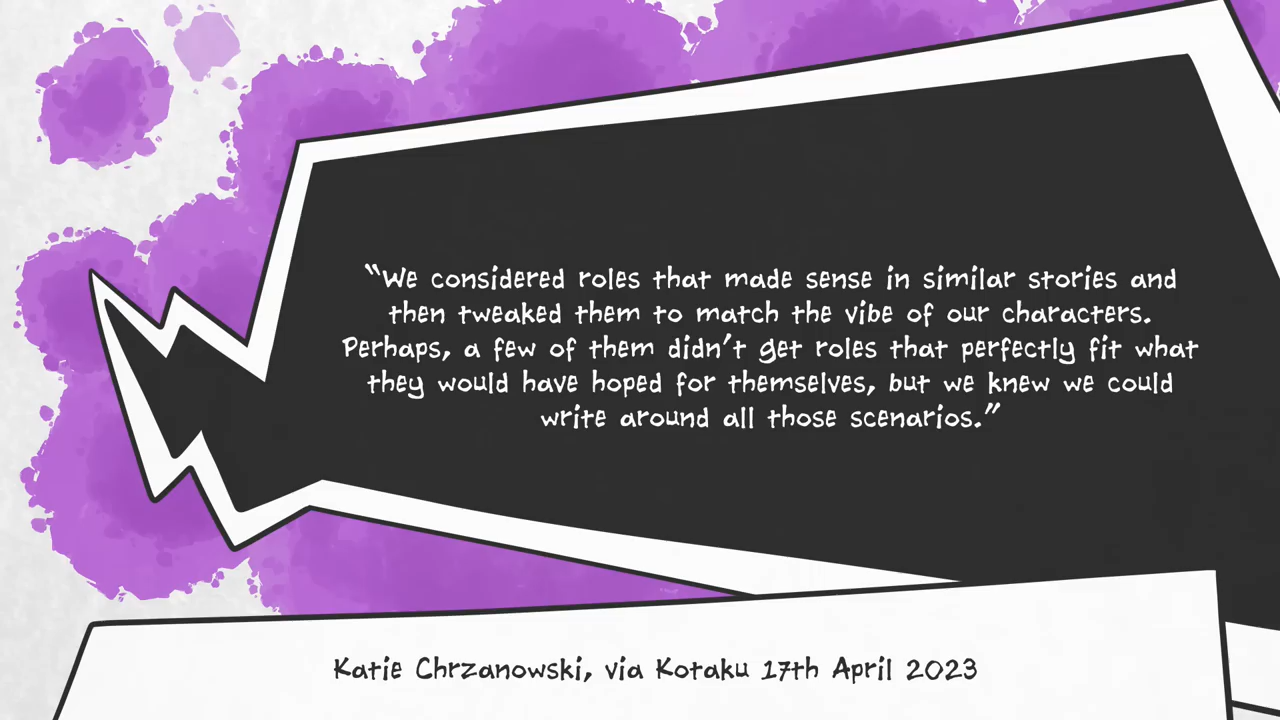 “We considered roles that made sense in similar stories and
then tweaked them to match the vibe of our characters.
Perhaps, a few of them didn’t get roles that perfectly fit what
they would have hoped for themselves, but we knew we could
write around all those scenarios.”
Katie Chrzanowski, via Kotaku 17th April 2023